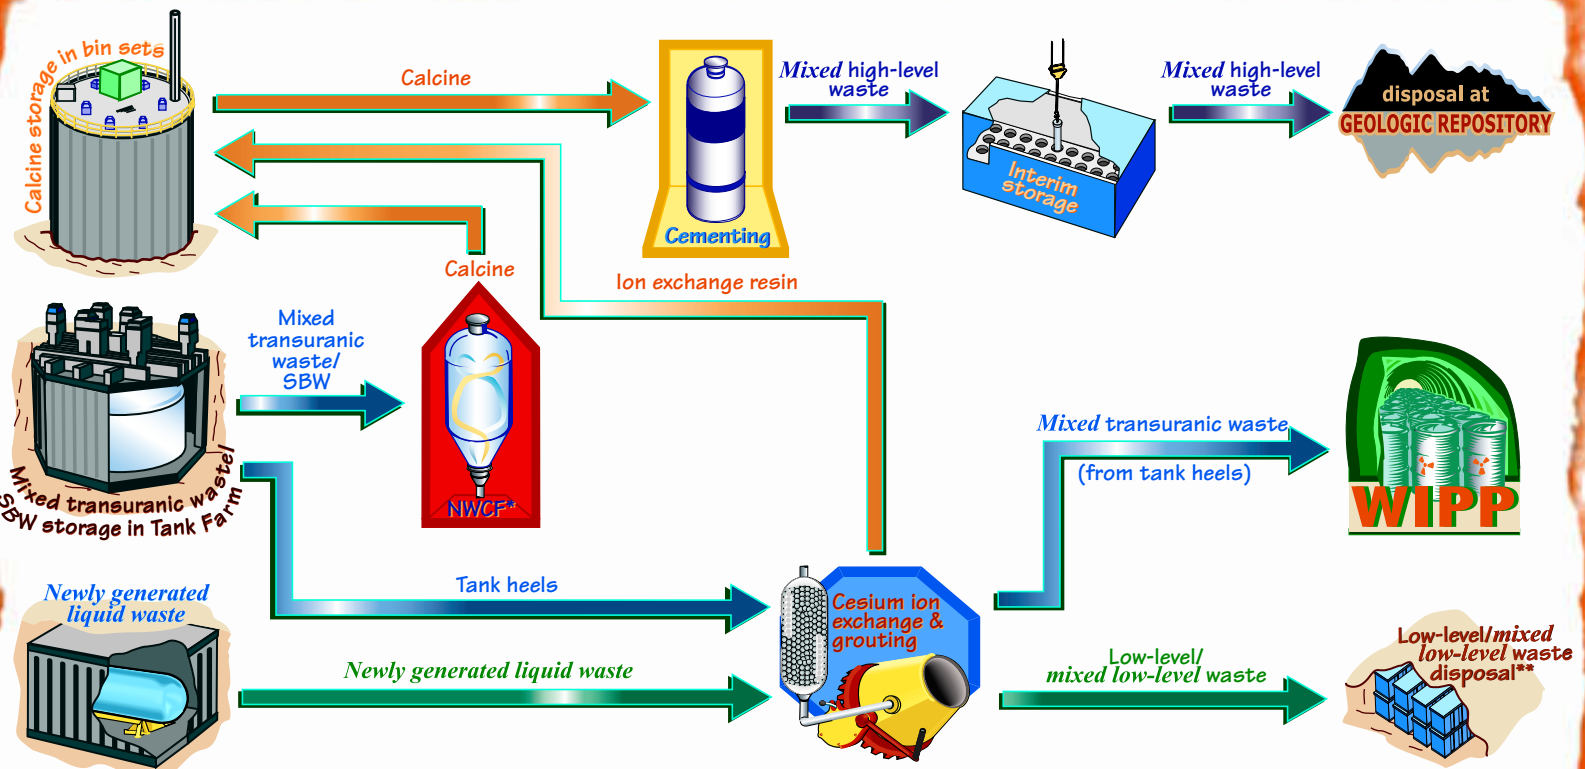 Calcine storage in bin sets
Calcine
Cementing
Mixed high-level
waste
Interim
storage
Mixed high-level
waste
disposal at
GEOLOGIC REPOSITORY
Ion exchange resin
Calcine
Mixed
transuranic
waste/
SBW
NWCF*
Mixed transuranic waste/
SBW storage in Tank Farm
Mixed transuranic waste
(from tank heels)
WIPP
Tank heels
Newly generated
liquid waste
Newly generated liquid waste
Cesium ion
exchange &
grouting
Low-level/
mixed low-level waste
Low-level/mixed
low-level waste
disposal**